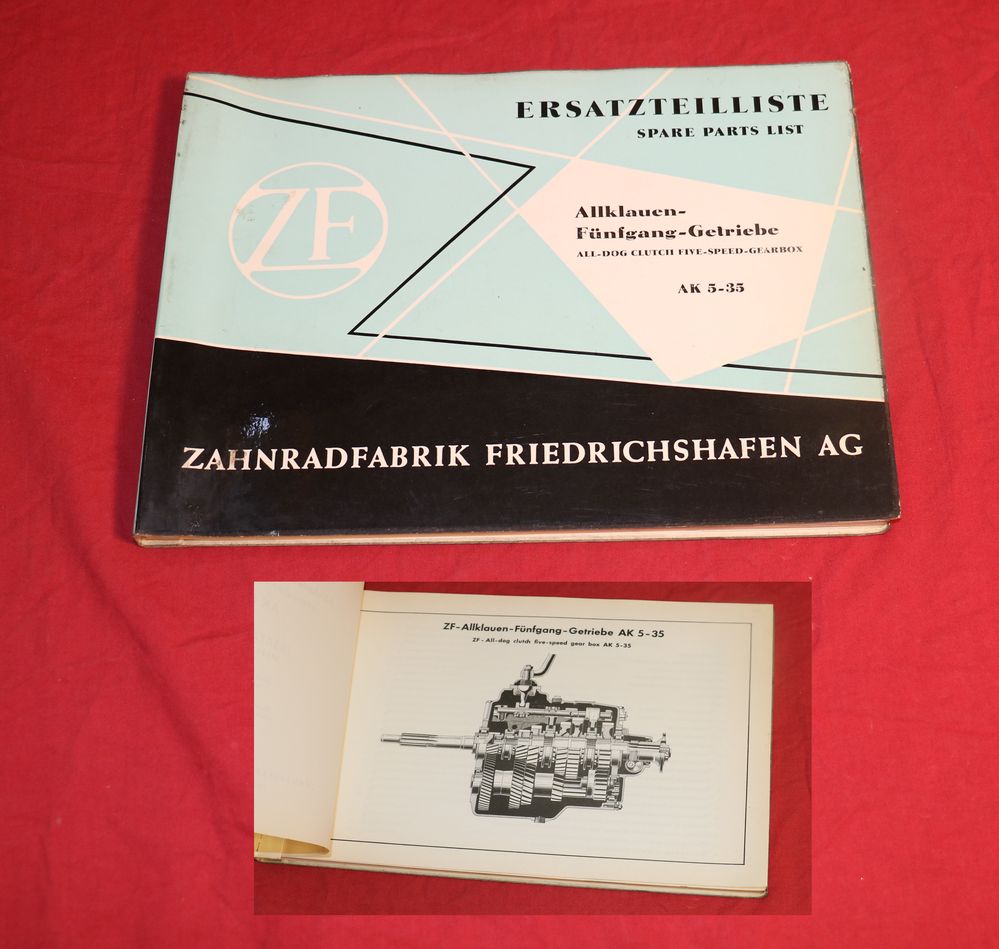 ERSATZTEILLISTE
SPARE PARTS LIST
ZF
Allklauen-
Fünfgang-Getriebe
ALL-DOG CLUTCH FIVE-SPEED-GEARBOX
AK 5-35
ZAHNRADFABRIK FRIEDRICHSHAFEN AG
ZF-Allklauen-Fünfgang-Getriebe AK 5-35
ZF-All-dog clutch five-speed gear box AK 5-35